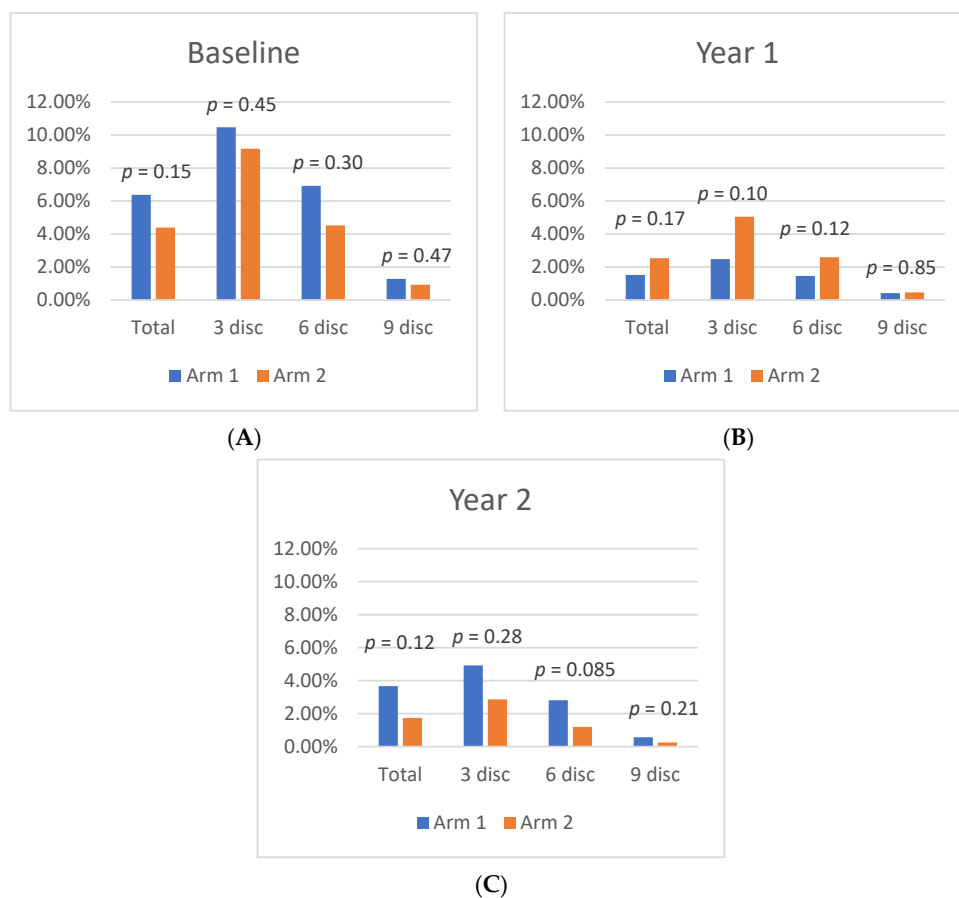 Baseline
12.00%
10.00%
8.00%
6.00%
4.00%
2.00%
0.00%
p = 0.15
p = 0.45
p = 0.30
p = 0.47
Total 3 disc 6 disc 9 disc
Arm 1 Arm 2
(A)
Year 1
12.00%
10.00%
8.00%
6.00%
4.00%
2.00%
0.00%
p = 0.17
p = 0.10
p = 0.12
p = 0.85
Total 3 disc 6 disc 9 disc
Arm 1 Arm 2
(B)
Year 2
12.00%
10.00%
8.00%
6.00%
4.00%
2.00%
0.00%
p = 0.12
p = 0.28
p = 0.085
p = 0.21
Total 3 disc 6 disc 9 disc
Arm 1 Arm 2
(C)